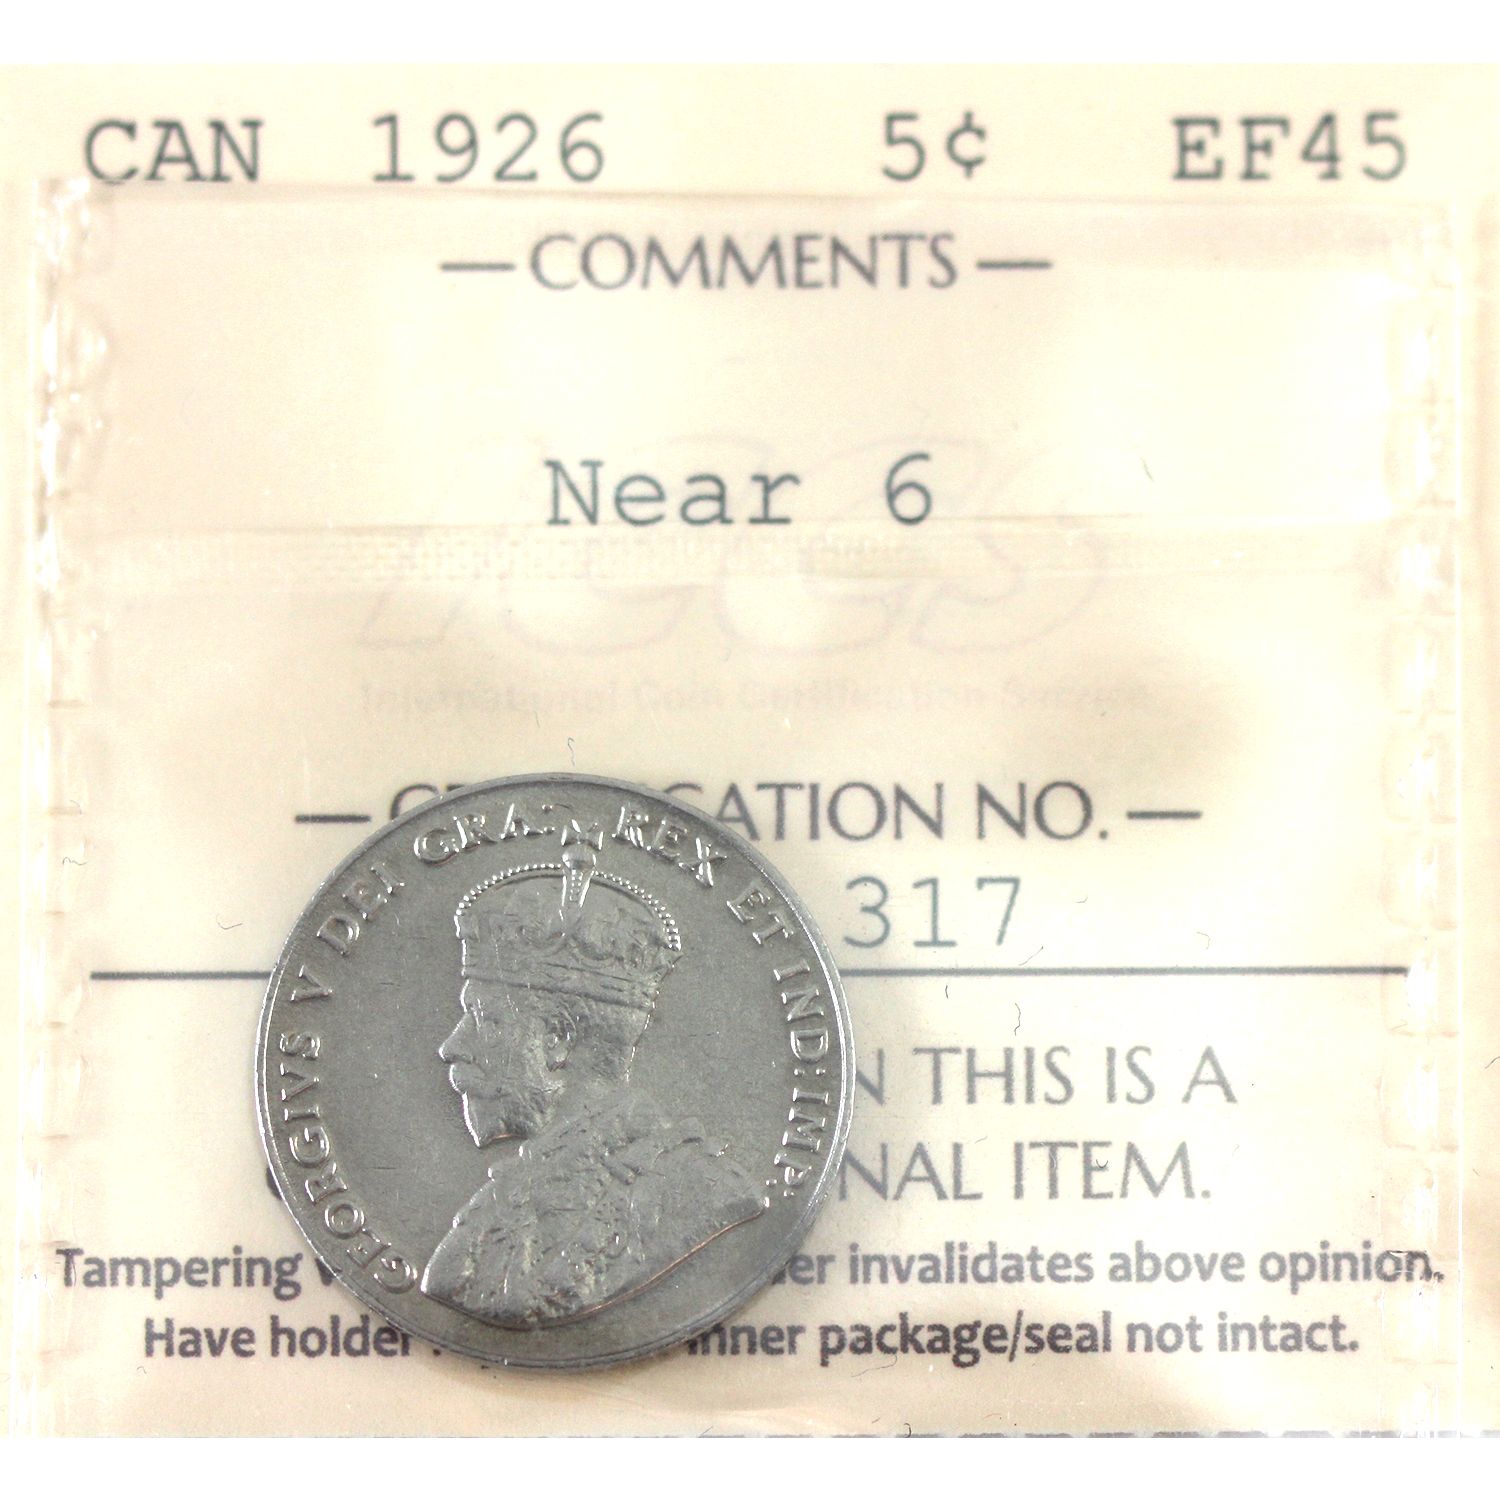 CAN 1926 5¢ EF45
— COMMENTS —
Near 6
ICCS
International Coin Certification Service
ATION NO. —
317
GEORGIVS V DEI GRA: REX ET IND:IMP:
N THIS IS A
NAL ITEM.
Tampering er invalidates above opinion.
Have holder inner package/seal not intact.